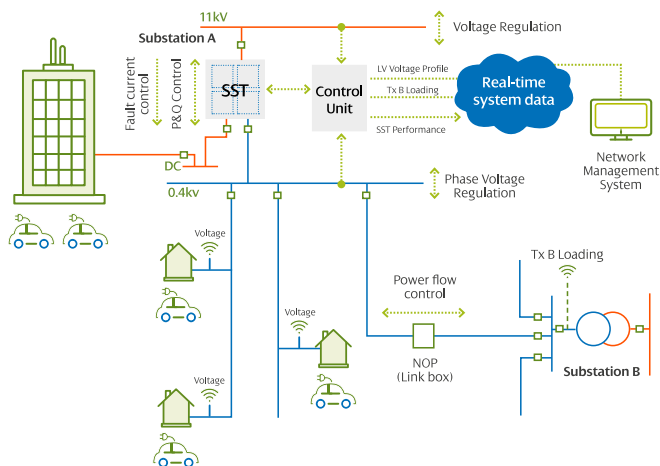 11kV
Voltage Regulation
Substation A
Fault current
control
P&Q Control
SST
Control
Unit
LV Voltage Profile
Tx B Loading
SST Performance
Real-time
system data
Network
Management
System
DC
0.4kv
Phase Voltage
Regulation
Voltage
Voltage
Voltage
Power flow
control
NOP
(Link box)
Tx B Loading
Substation B